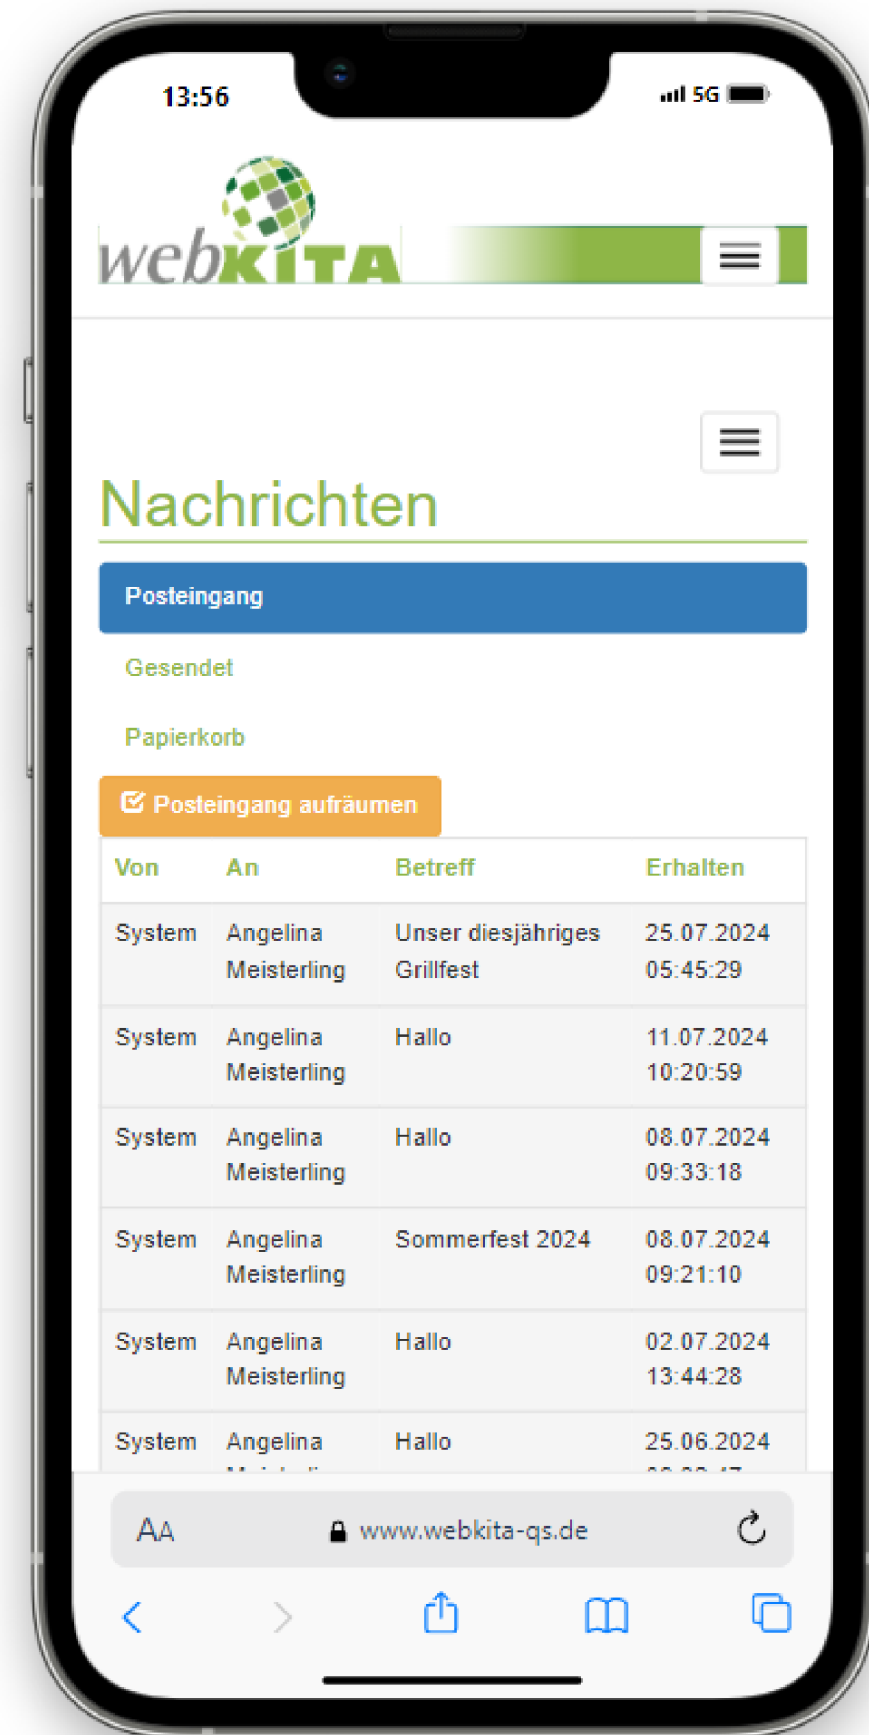 13:56
5G
webKITA
Nachrichten
Posteingang
Gesendet
Papierkorb
Posteingang aufräumen
Von An Betreff Erhalten
System Angelina Unser diesjähriges 25.07.2024
Meisterling Grillfest 05:45:29
System Angelina Hallo 11.07.2024
Meisterling 10:20:59
System Angelina Hallo 08.07.2024
Meisterling 09:33:18
System Angelina Sommerfest 2024 08.07.2024
Meisterling 09:21:10
System Angelina Hallo 02.07.2024
Meisterling 13:44:28
System Angelina Hallo 25.06.2024
AA www.webkita-qs.de